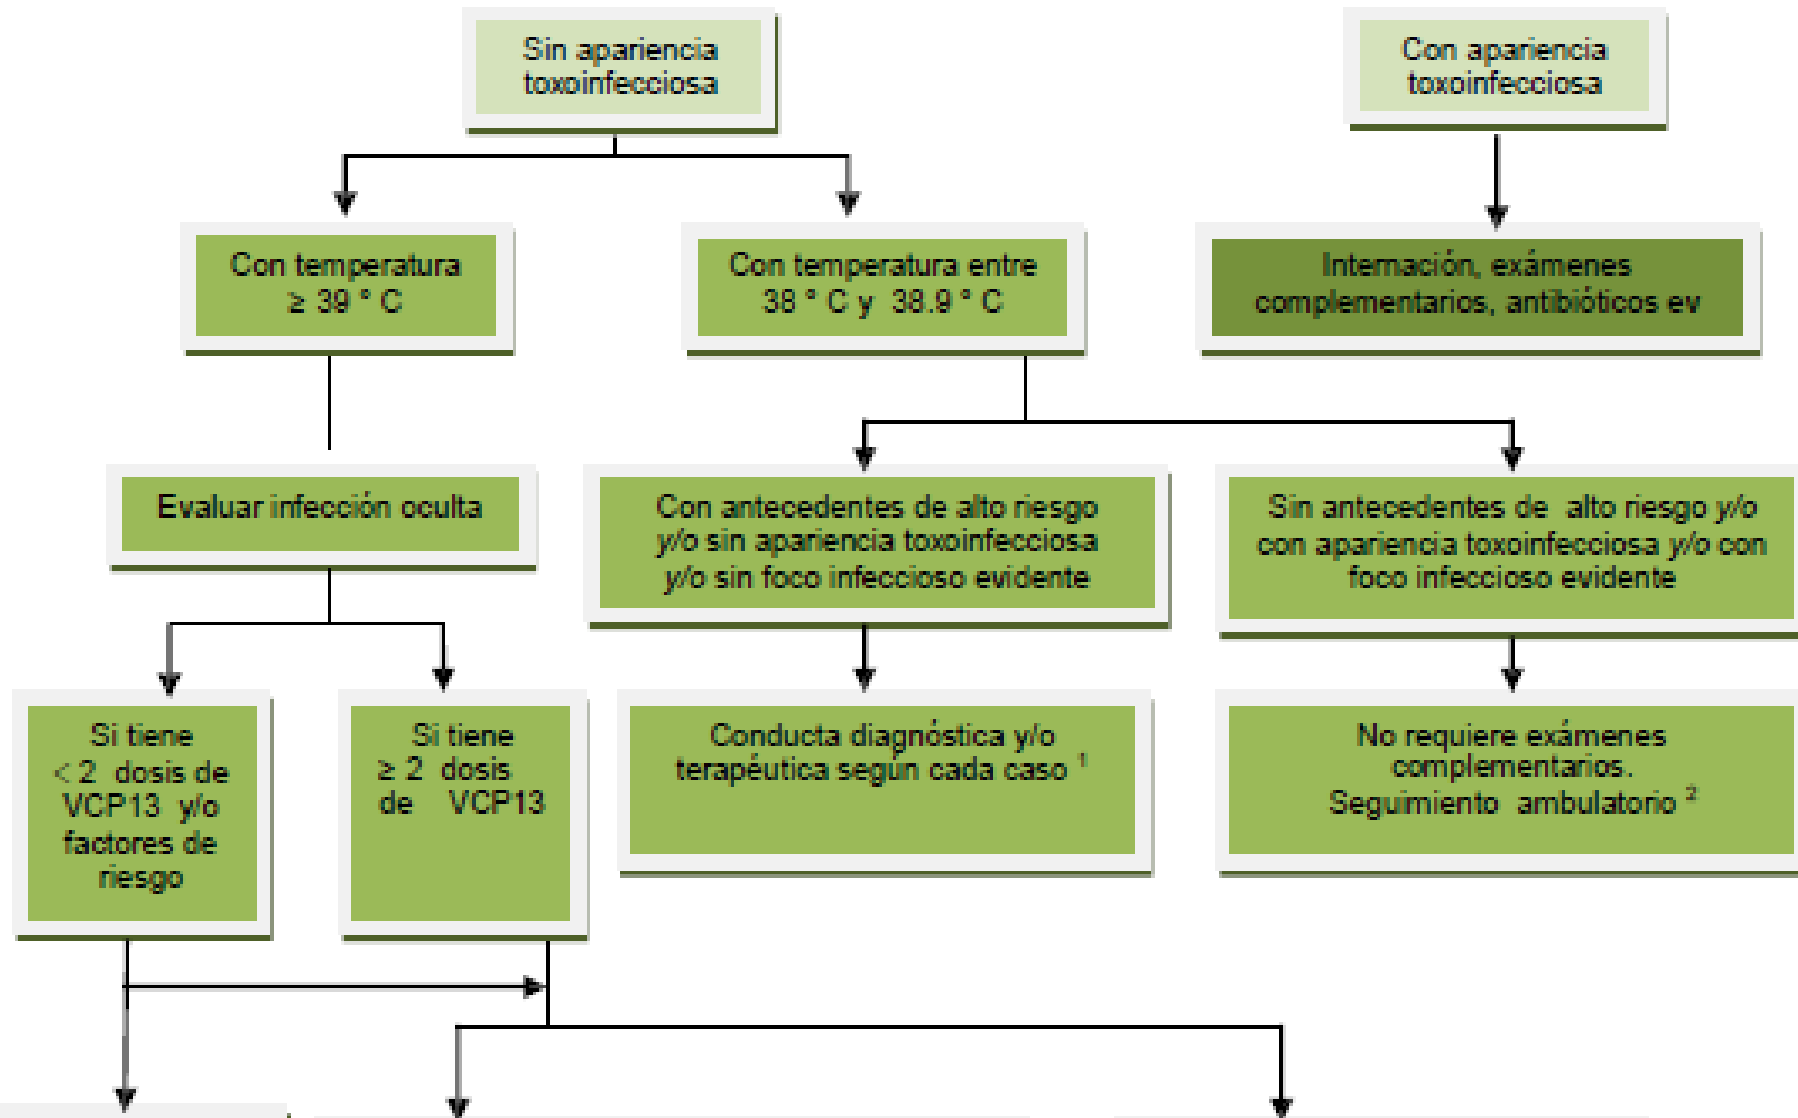 Sin apariencia
toxoinfecciosa
Con apariencia
toxoinfecciosa
Con temperatura
≥ 39 ° C
Con temperatura entre
38 ° C y 38.9 ° C
Internación, exámenes
complementarios, antibióticos ev
Evaluar infección oculta
Con antecedentes de alto riesgo
y/o sin apariencia toxoinfecciosa
y/o sin foco infeccioso evidente
Sin antecedentes de alto riesgo y/o
con apariencia toxoinfecciosa y/o con
foco infeccioso evidente
Si tiene
< 2 dosis de
VCP13 y/o
factores de
riesgo
Si tiene
≥ 2 dosis
de VCP13
Conducta diagnóstica y/o
terapéutica según cada caso ¹
No requiere exámenes
complementarios.
Seguimiento ambulatorio ²